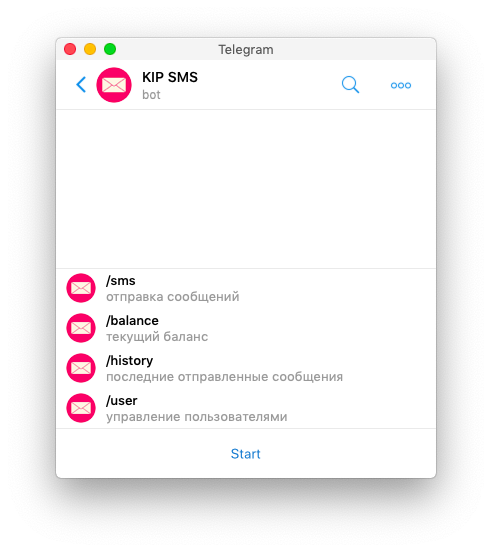 Telegram
KIP SMS
bot
/sms
отправка сообщений
/balance
текущий баланс
/history
последние отправленные сообщения
/user
управление пользователями
Start